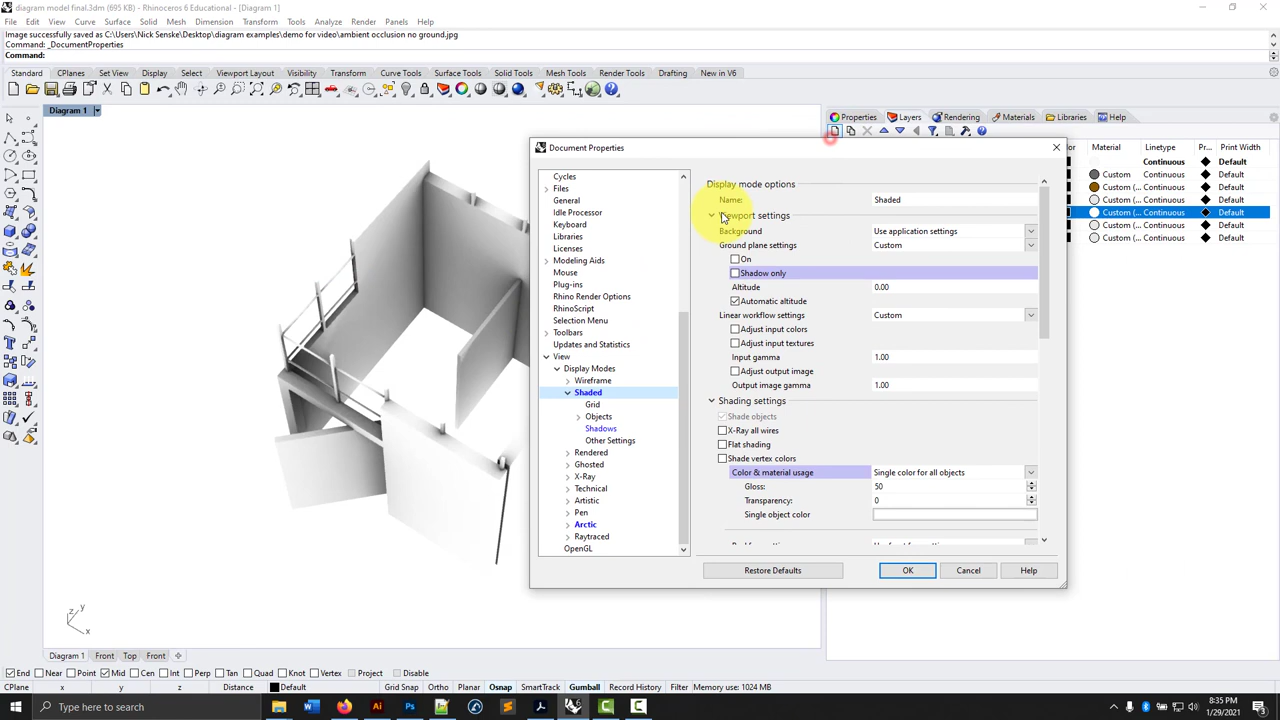 diagram model final.3dm (695 KB) - Rhinoceros 6 Educational - [Diagram 1]
File Edit View Curve Surface Solid Mesh Dimension Transform Tools Analyze Render Panels Help
Image successfully saved as C:\Users\Nick Senske\Desktop\diagram examples\demo for video\ambient occlusion no ground.jpg
Command: _DocumentProperties
Command:
Standard CPlanes Set View Display Select Viewport Layout Visibility Transform Curve Tools Surface Tools Solid Tools Mesh Tools Render Tools Drafting New in V6
Diagram 1
Properties Layers Rendering Materials Libraries Help
Material Linetype Pr... Print Width
Continuous Default
Custom Continuous Default
Custom (... Continuous Default
Custom (... Continuous Default
Custom (... Continuous Default
Custom (... Continuous Default
Custom (... Continuous Default
Document Properties
Cycles
Files
General
Idle Processor
Keyboard
Libraries
Licenses
Modeling Aids
Mouse
Plug-ins
Rhino Render Options
RhinoScript
Selection Menu
Toolbars
Updates and Statistics
View
Display Modes
Wireframe
Shaded
Grid
Objects
Shadows
Other Settings
Rendered
Ghosted
X-Ray
Technical
Artistic
Pen
Arctic
Raytraced
OpenGL
Display mode options
Name: Shaded
Viewport settings
Background Use application settings
Ground plane settings Custom
On
Shadow only
Altitude 0.00
Automatic altitude
Linear workflow settings Custom
Adjust input colors
Adjust input textures
Input gamma 1.00
Adjust output image
Output image gamma 1.00
Shading settings
Shade objects
X-Ray all wires
Flat shading
Shade vertex colors
Color & material usage Single color for all objects
Gloss: 50
Transparency: 0
Single object color
Restore Defaults OK Cancel Help
z y
x
Diagram 1 Front Top Front
End Near Point Mid Cen Int Perp Tan Quad Knot Vertex Project Disable
CPlane x y z Distance Default Grid Snap Ortho Planar Osnap SmartTrack Gumball Record History Filter Memory use: 1024 MB
Type here to search
8:35 PM
1/29/2021